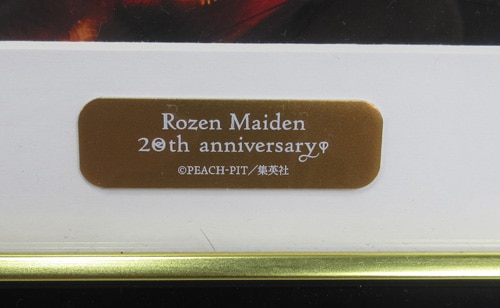 Rozen Maiden
20th anniversary
©PEACH-PIT／集英社